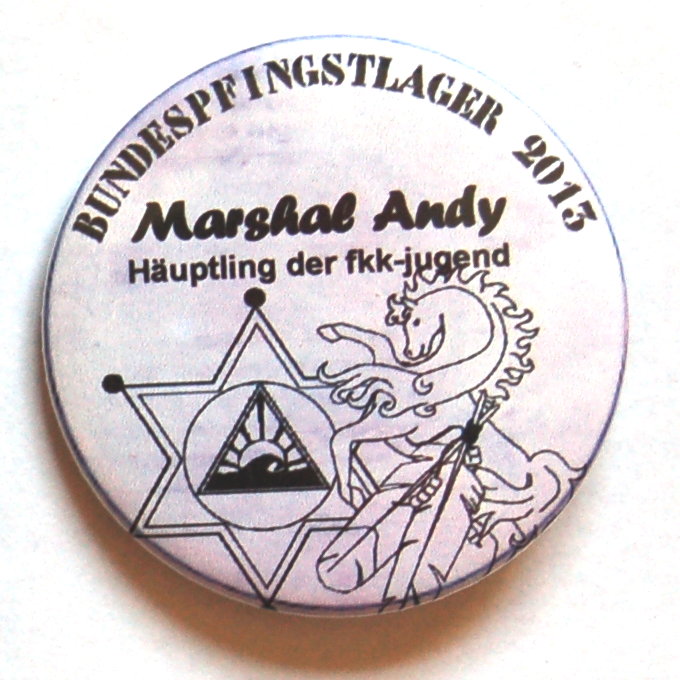 BUNDESPFINGSTLAGER 2013
Marshal Andy
Häuptling der fkk-jugend